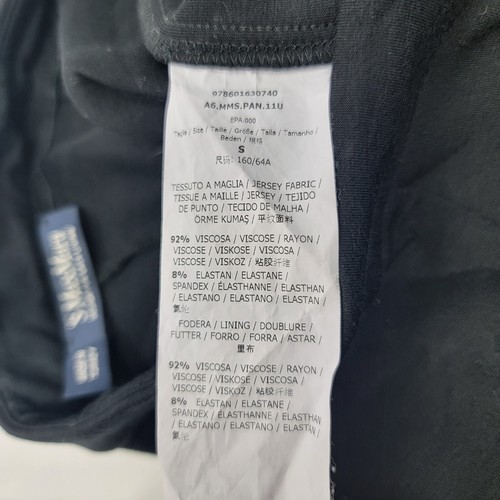 978601630740
A6,MMS,PAN.11U
EPA:000
Taglia / Size / Taille / Größe / Talla / Tamanho /
Beden / 规格
S
尺码: 160/64A
TESSUTO A MAGLIA / JERSEY FABRIC /
TISSUE A MAILLE / JERSEY / TEJIDO
DE PUNTO / TECIDO DE MALHA /
ÖRME KUMAŞ / 平纹面料
92% VISCOSA / VISCOSE / RAYON /
VISCOSE / VISKOSE / VISCOSA /
VISCOSE / VISKOZ / 粘胶纤维
8% ELASTAN / ELASTANE /
SPANDEX / ÉLASTHANNE / ELASTHAN
/ ELASTANO / ELASTANO / ELASTAN /
氨纶
FODERA / LINING / DOUBLURE /
FUTTER / FORRO / FORRA / ASTAR /
里布
92% VISCOSA / VISCOSE / RAYON /
VISCOSE / VISKOSE / VISCOSA /
VISCOSE / VISKOZ / 粘胶纤维
8% ELASTAN / ELASTANE /
SPANDEX / ÉLASTHANNE / ELASTHAN
/ ELASTANO / ELASTANO / ELASTAN /
氨纶
S MaxMara